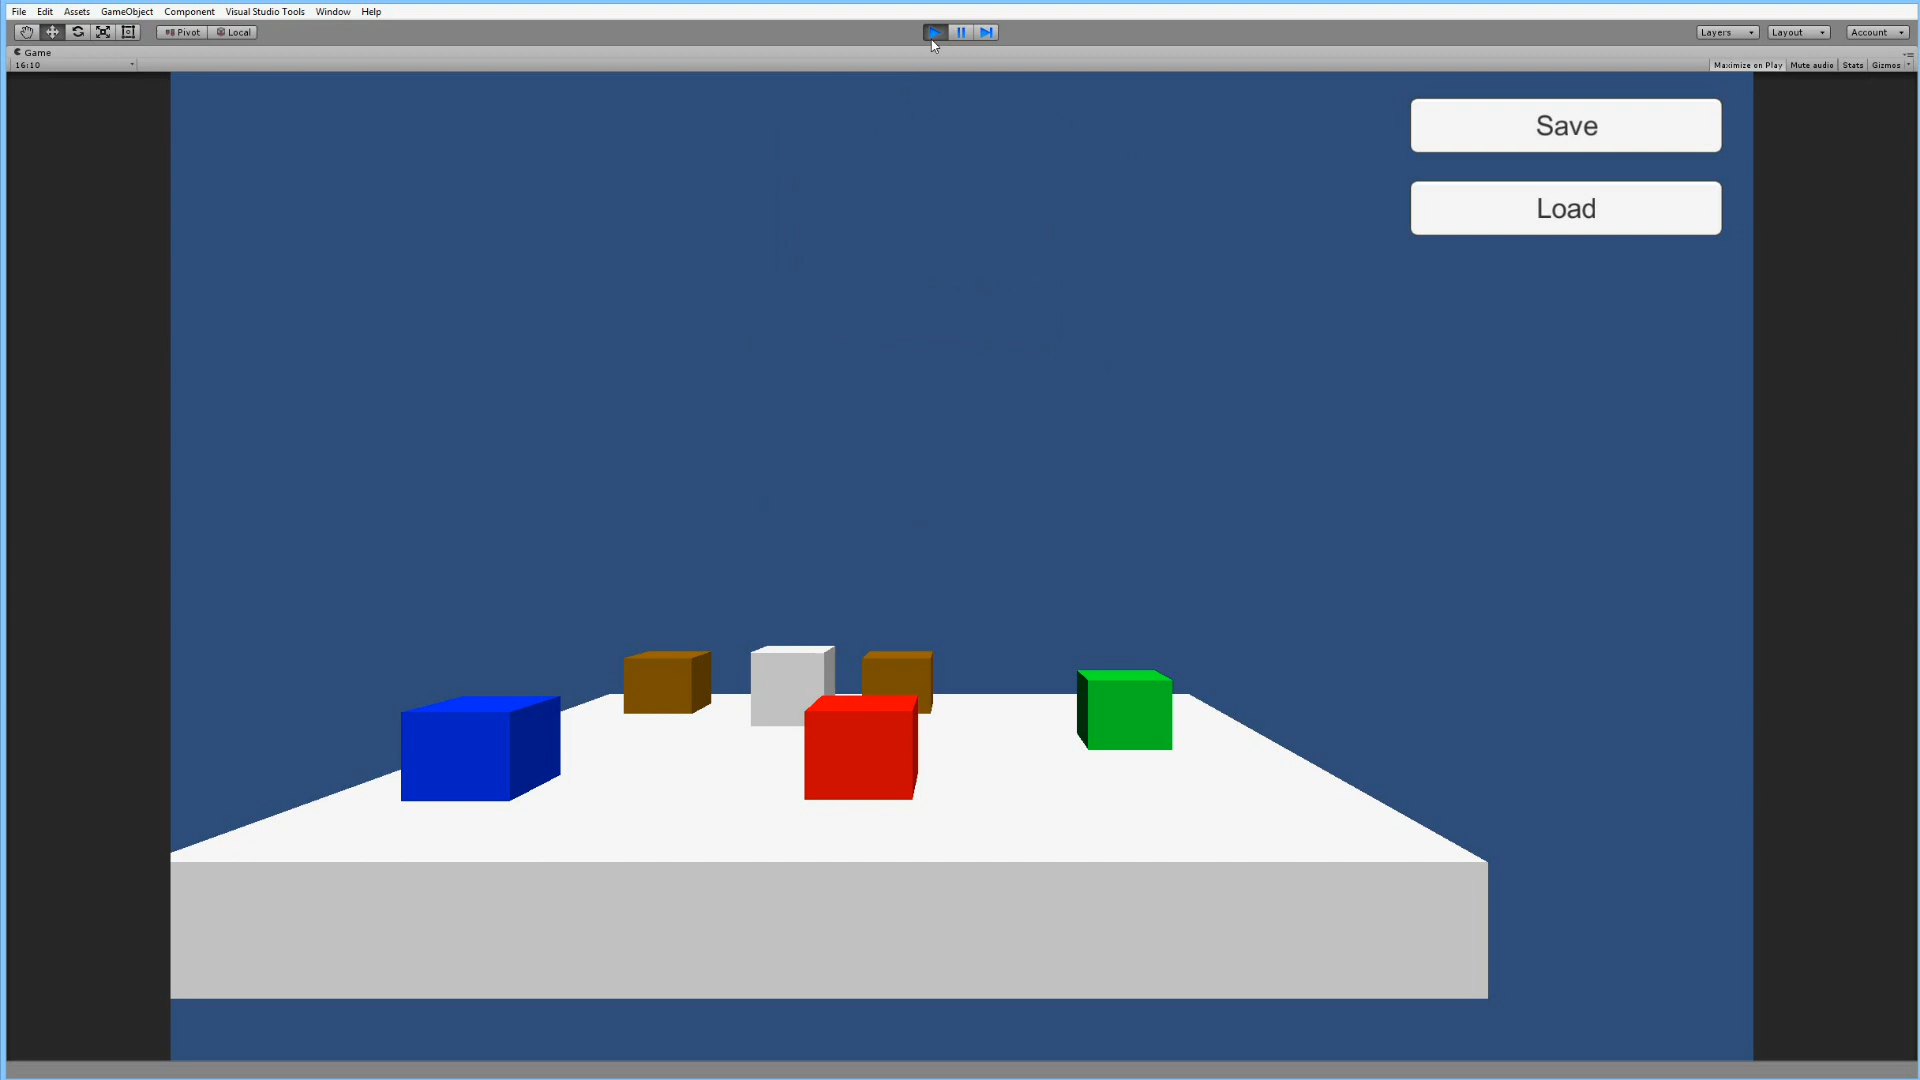 File Edit Assets GameObject Component Visual Studio Tools Window Help
Pivot Local Layers Layout Account
Game
16:10 Maximize on Play Mute audio Stats Gizmos
Save
Load